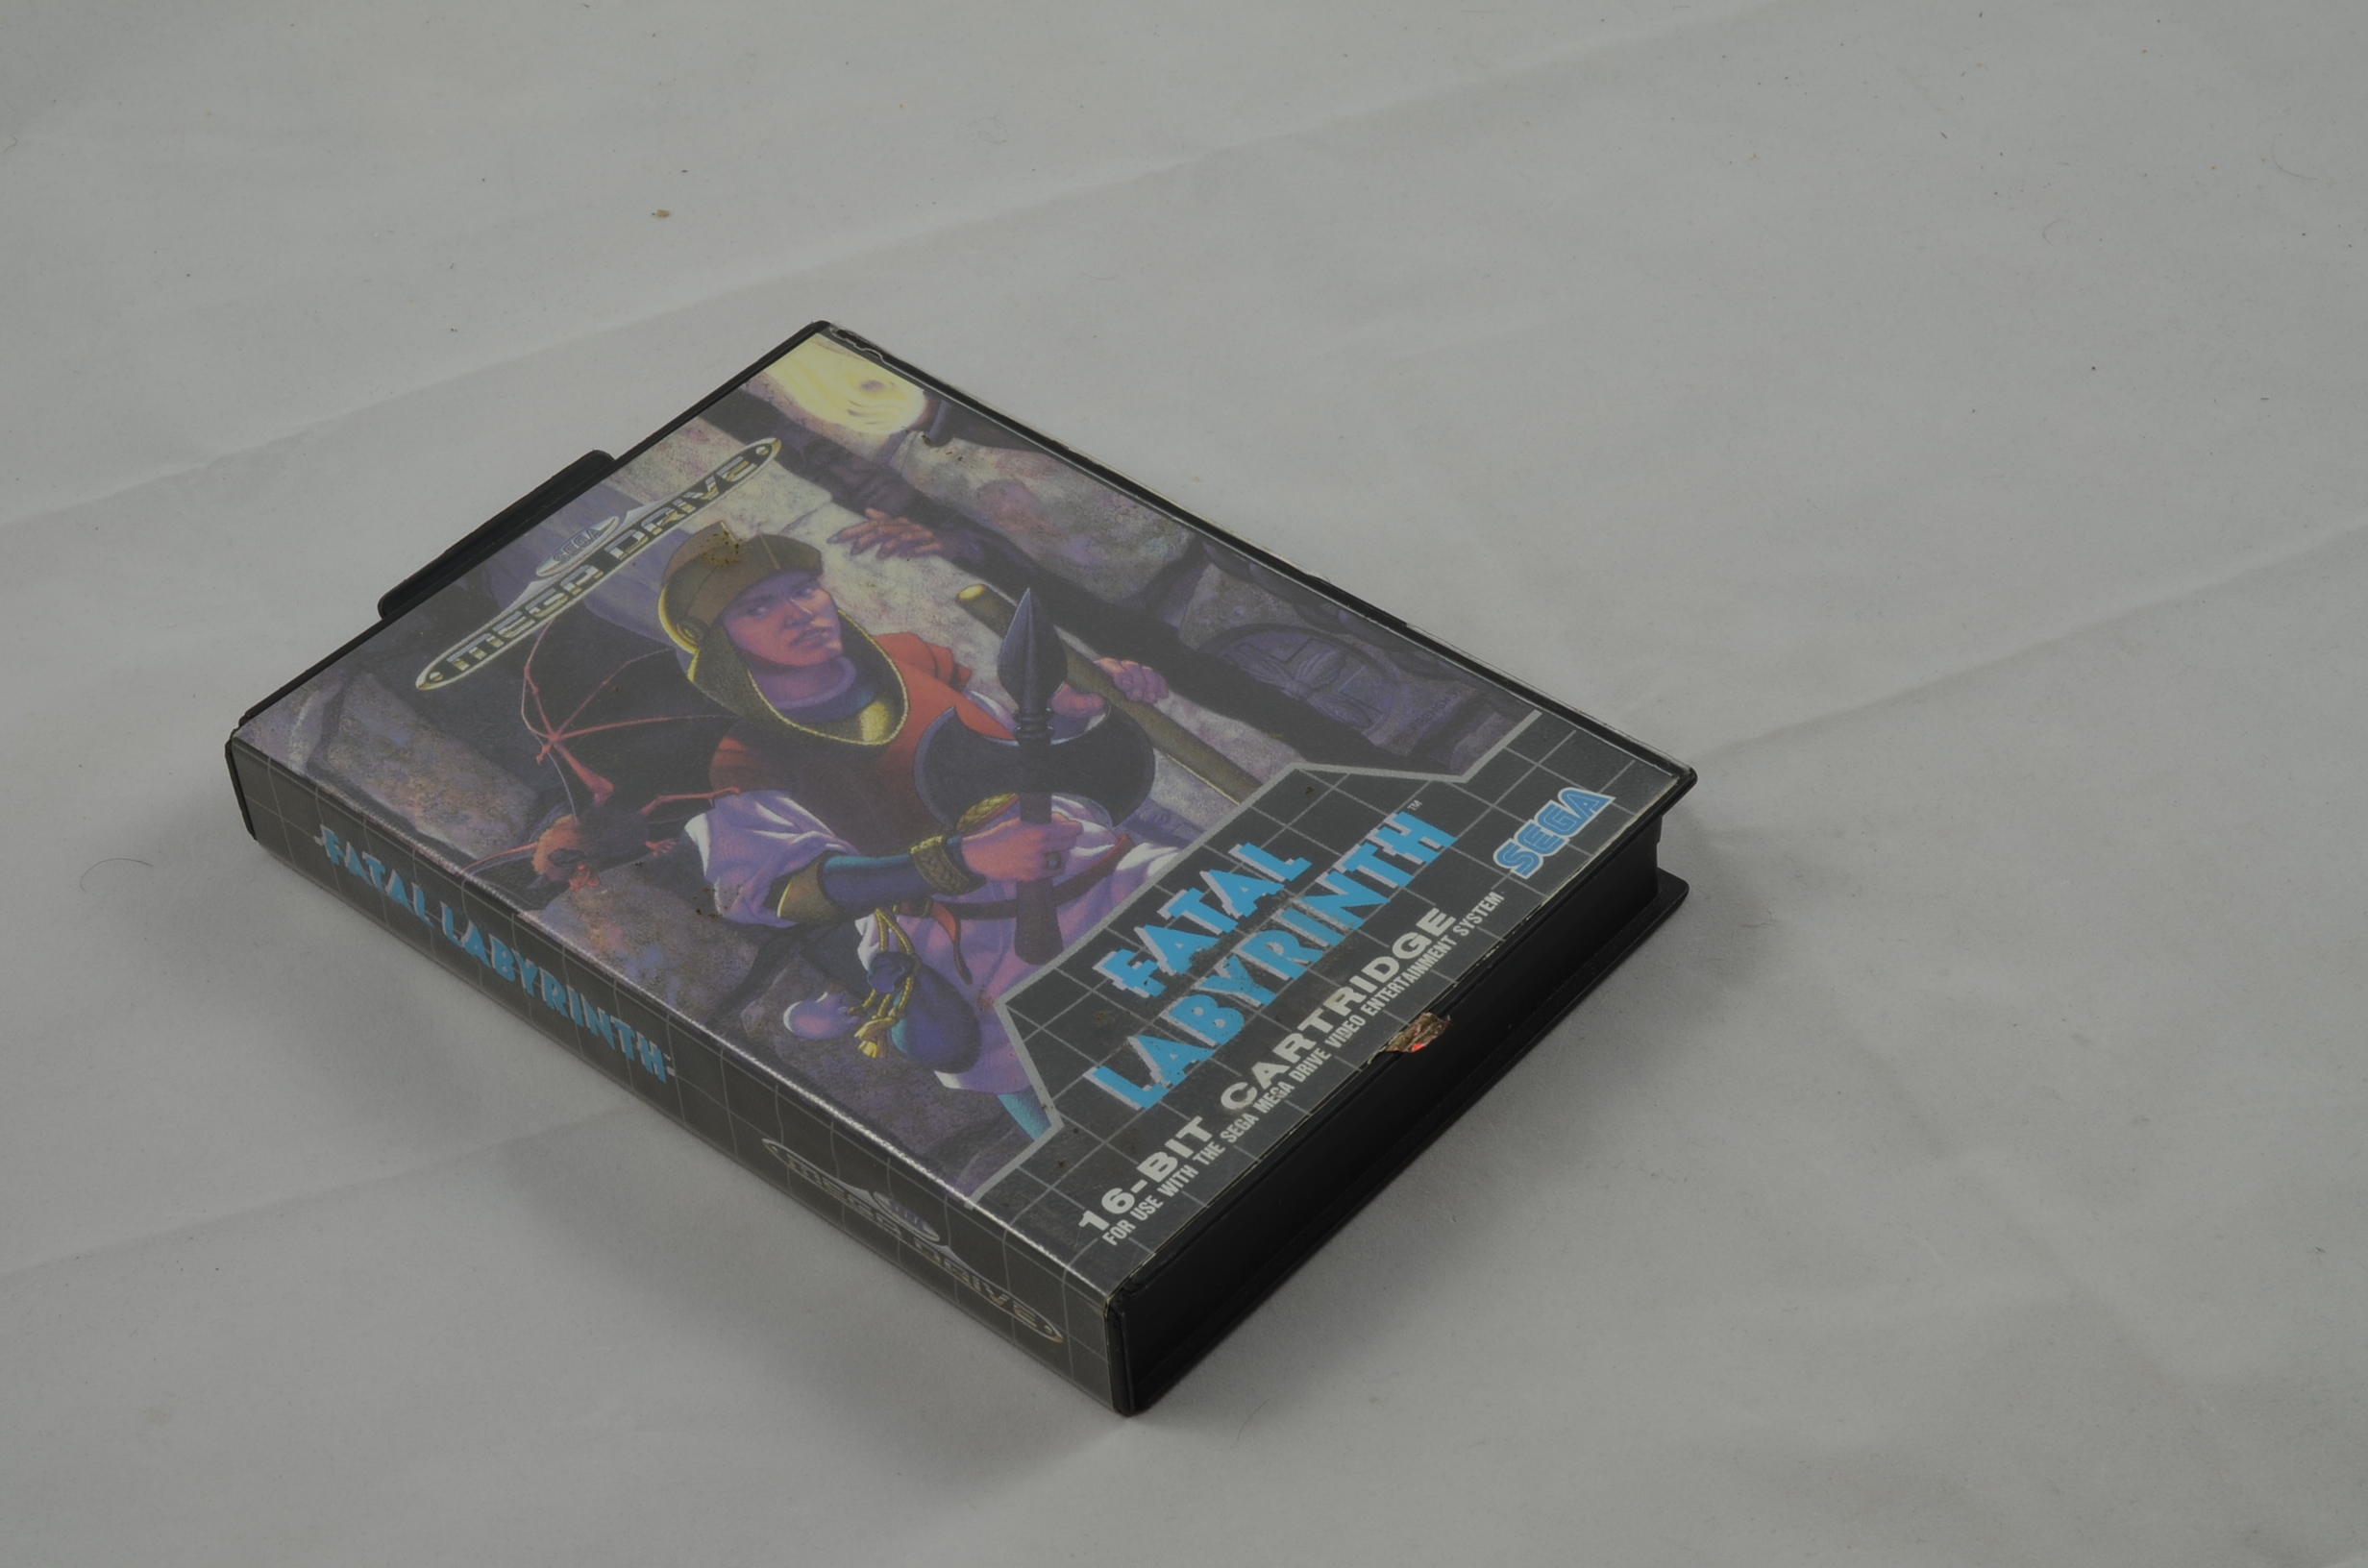 SEGA
MEGA DRIVE
FATAL
LABYRINTH
™
SEGA
16-BIT CARTRIDGE
FOR USE WITH THE SEGA MEGA DRIVE VIDEO ENTERTAINMENT SYSTEM
FATAL LABYRINTH
SEGA
MEGA DRIVE